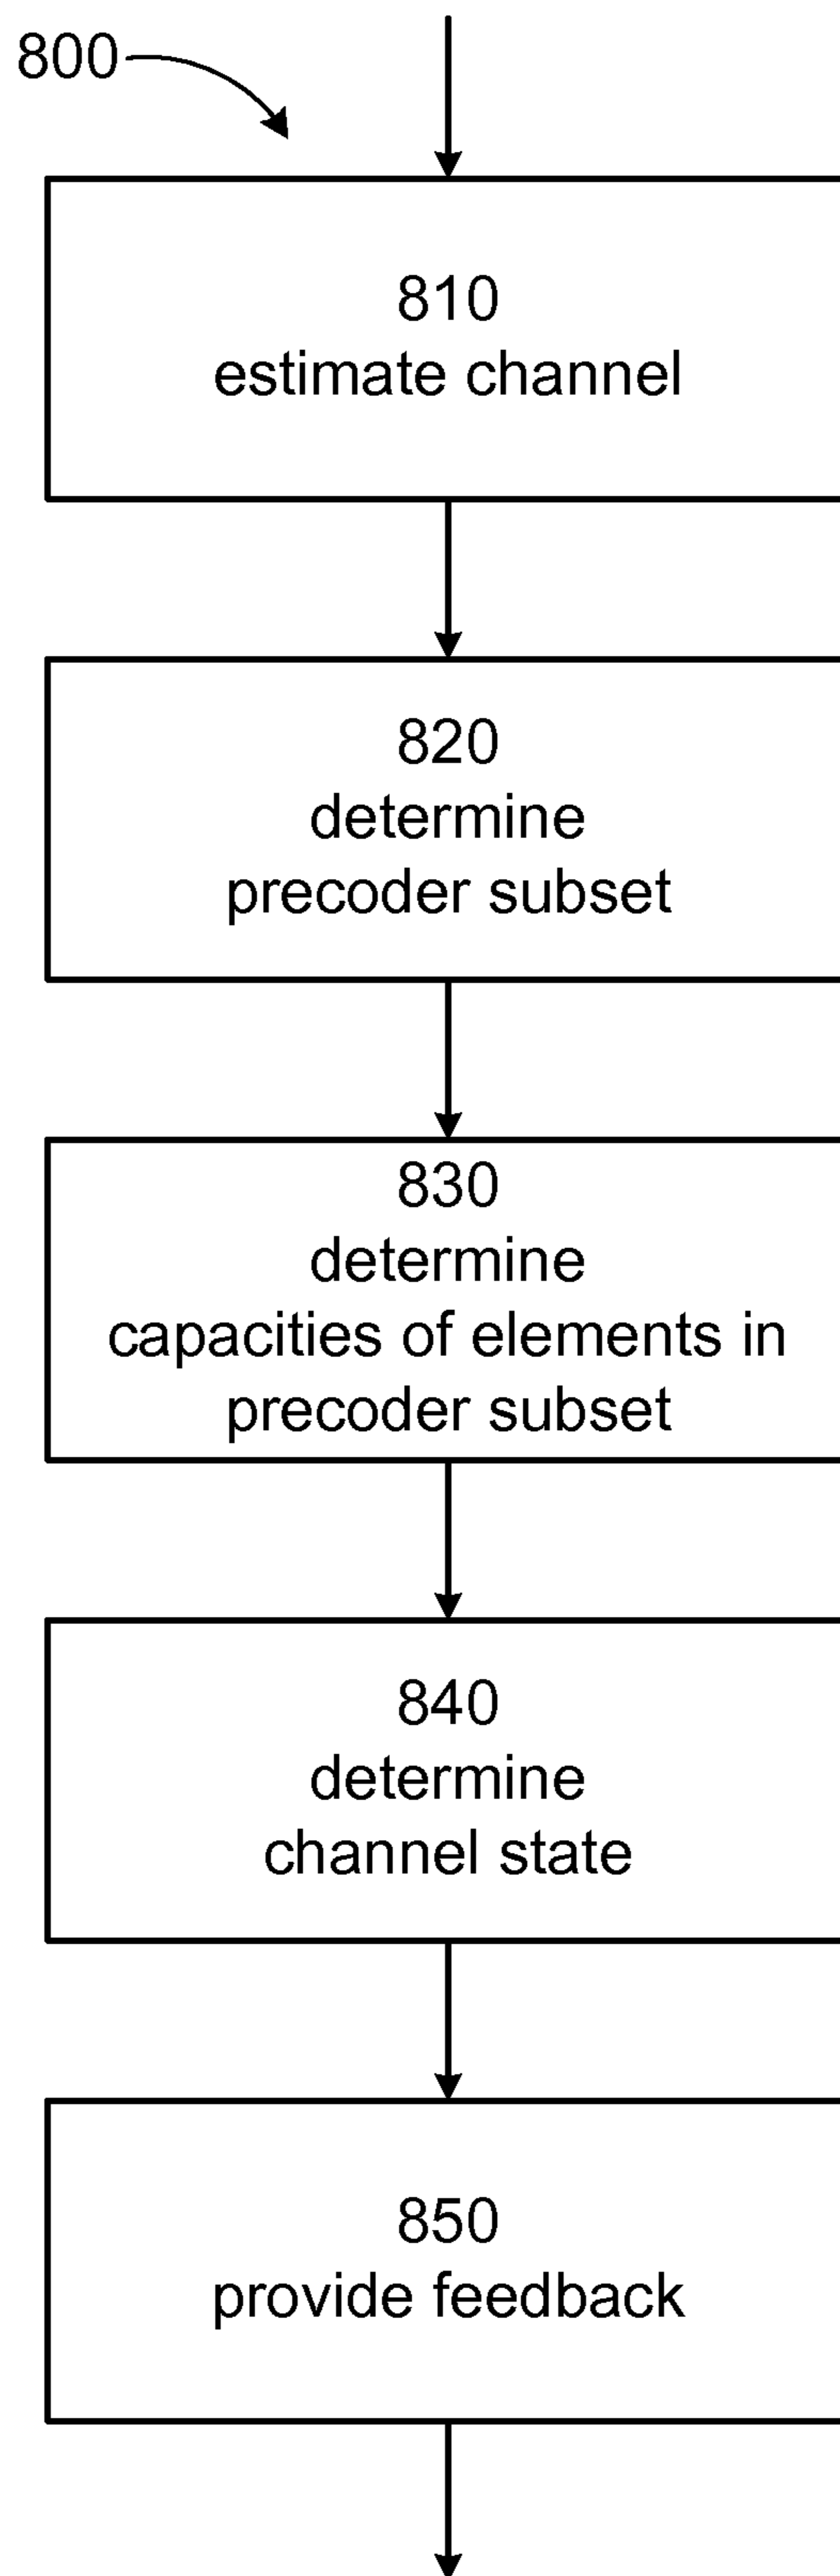 800
810
estimate channel
820
determine
precoder subset
830
determine
capacities of elements in
precoder subset
840
determine
channel state
850
provide feedback